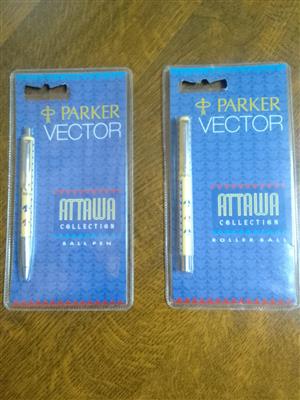 PARKER
VECTOR
ATTAWA
COLLECTION
BALL PEN
PARKER
VECTOR
ATTAWA
COLLECTION
ROLLER BALL